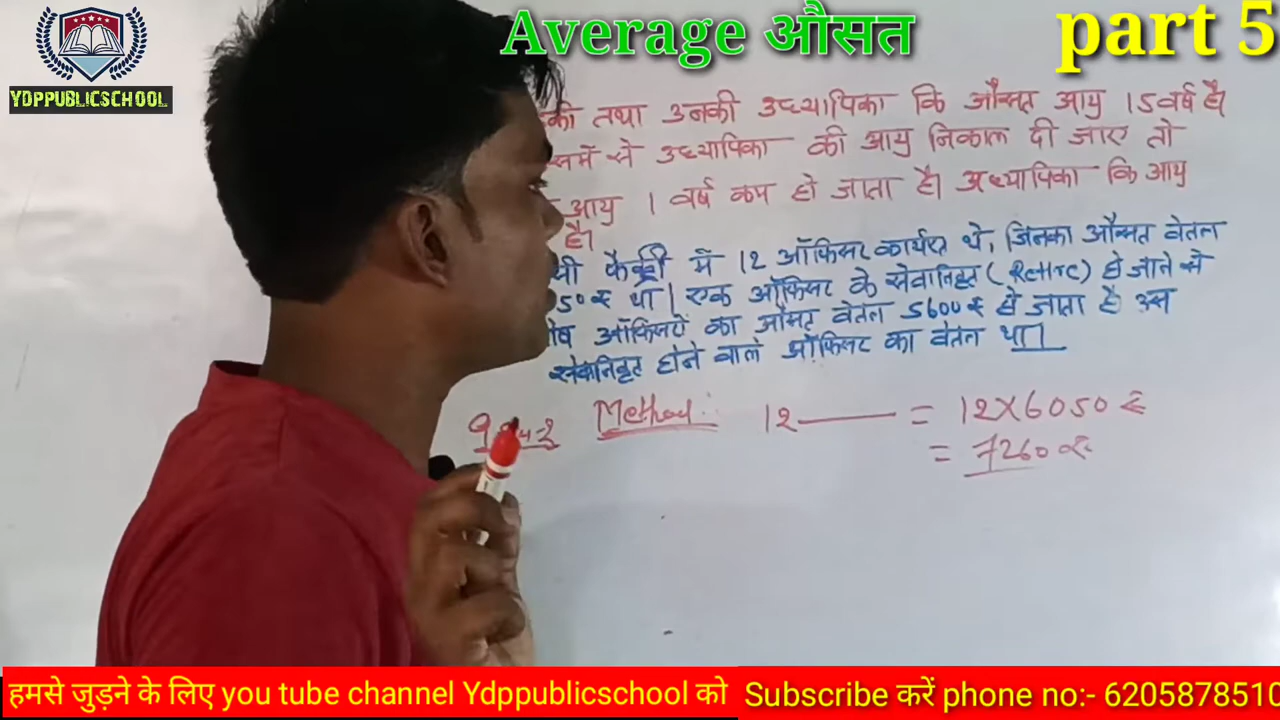 Average औसत
part 5
YDPPUBLICSCHOOL
की तथा उनकी अध्यापिका कि औसत आयु 15 वर्ष है।
समें से अध्यापिका की आयु निकाल दी जाए तो
आयु 1 वर्ष कम हो जाता है। अध्यापिका कि आयु
है।
सी फैक्ट्री में 12 ऑफिसर कार्यरत थे, जिनका औसत वेतन
50 ₹ था। एक ऑफिसर के सेवानिवृत (Retire) हो जाने से
शेष ऑफिसरों का औसत वेतन 5600 ₹ हो जाता है उस
सेवानिवृत होने वाले ऑफिसर का वेतन था।
Method: 12 = 12×6050 ₹
= 7260 ₹
हमसे जुड़ने के लिए you tube channel Ydppublicschool को Subscribe करें phone no:- 6205878510